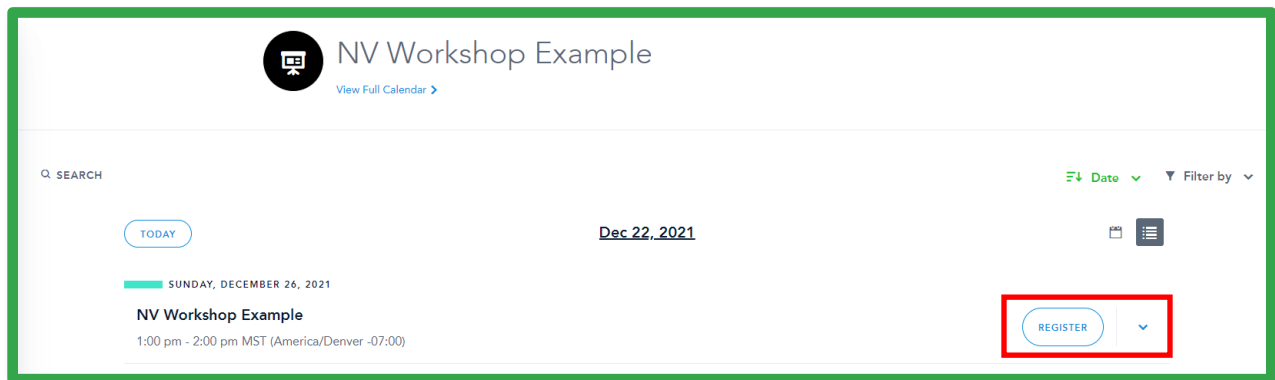 NV Workshop Example
View Full Calendar
SEARCH
Date
Filter by
TODAY
Dec 22, 2021
SUNDAY, DECEMBER 26, 2021
NV Workshop Example
REGISTER
1:00 pm - 2:00 pm MST (America/Denver -07:00)